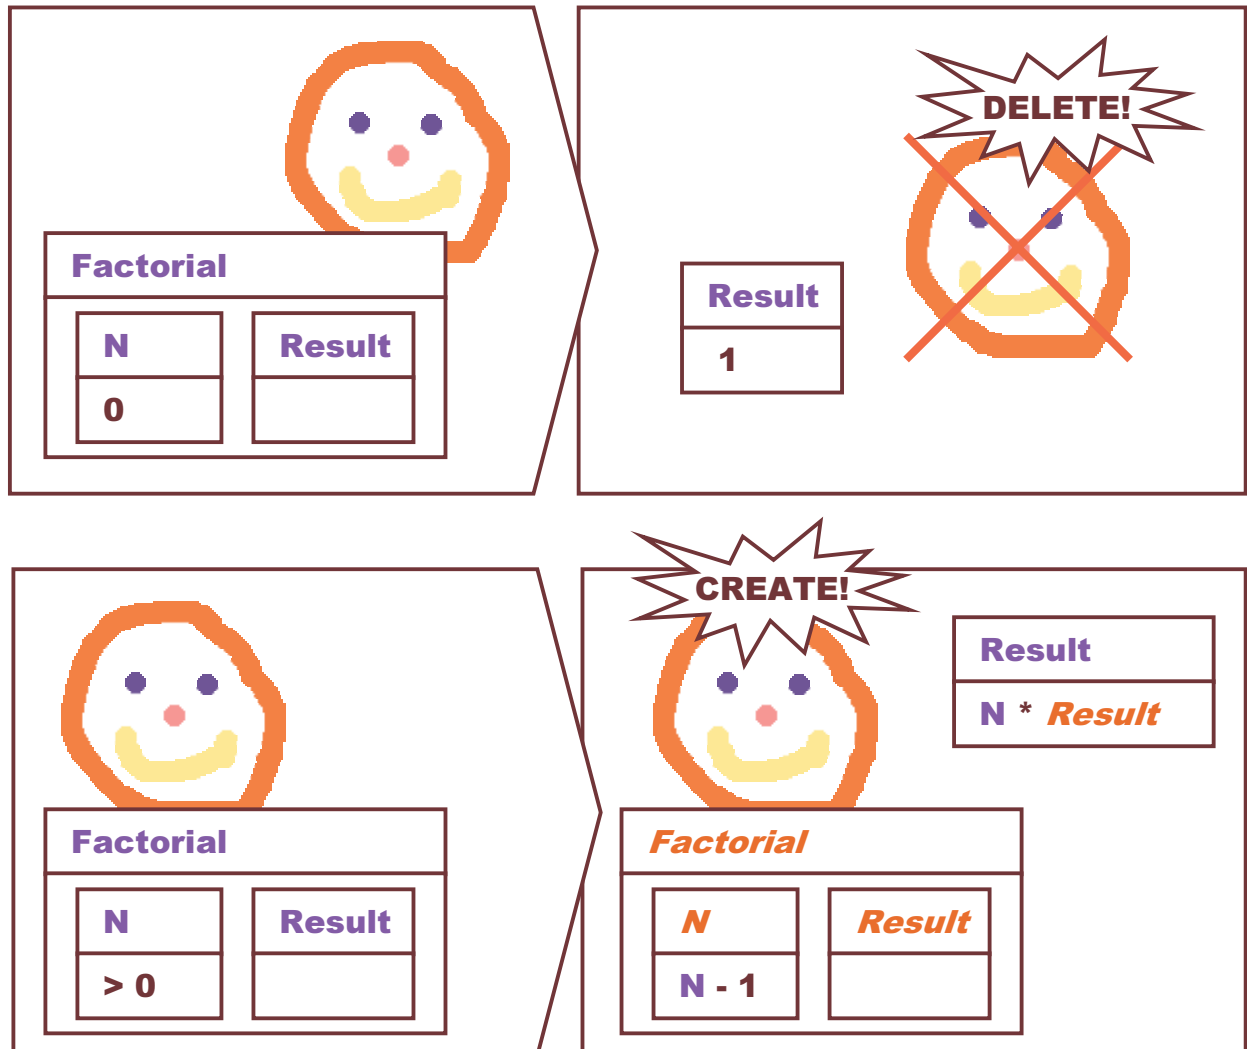 DELETE!
Factorial
N
Result
0
Result
1
CREATE!
Result
N * Result
Factorial
N
Result
> 0
Factorial
N
Result
N - 1